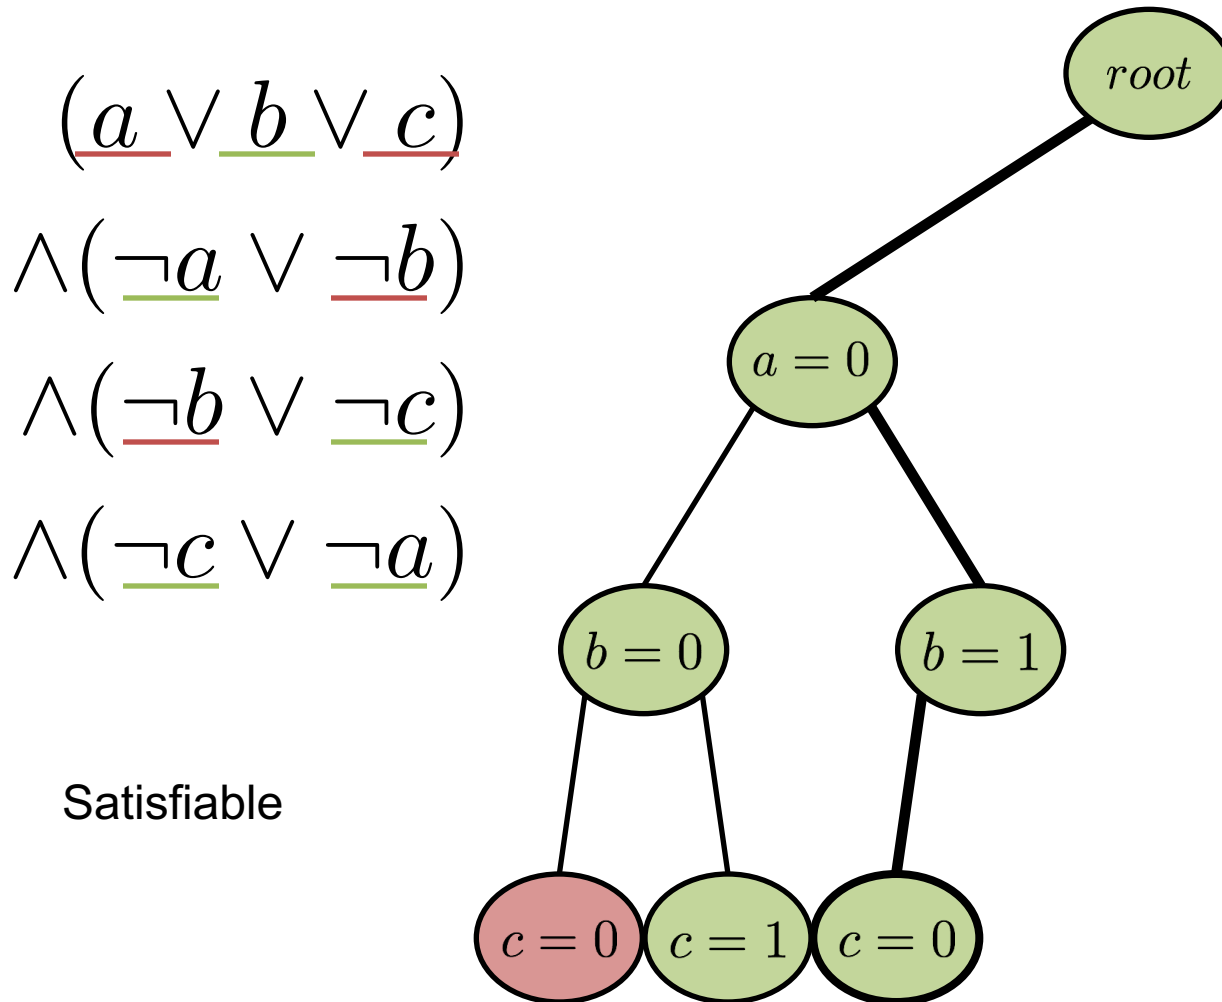 (a ∨ b ∨ c)
∧(¬a ∨ ¬b)
∧(¬b ∨ ¬c)
∧(¬c ∨ ¬a)
Satisfiable
root
a = 0
b = 0
b = 1
c = 0
c = 1
c = 0